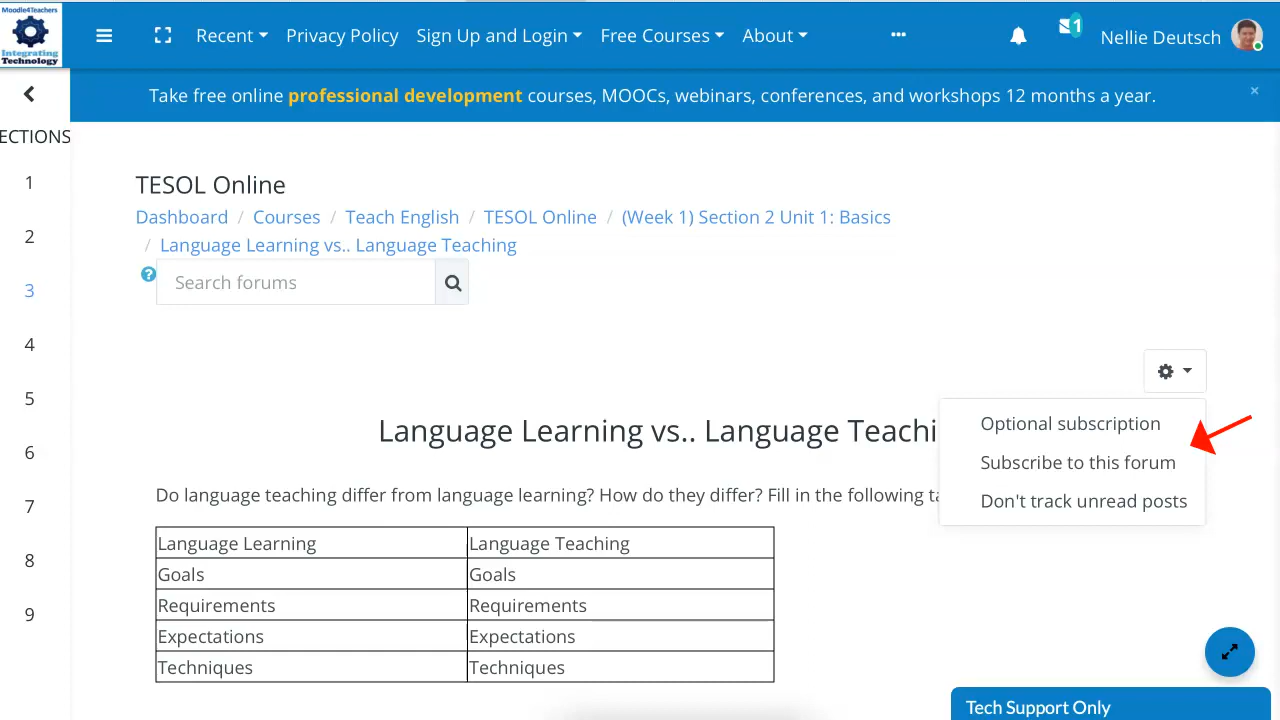 Moodle4Teachers
Integrating
Technology
Recent Privacy Policy Sign Up and Login Free Courses About
1
Nellie Deutsch
Take free online professional development courses, MOOCs, webinars, conferences, and workshops 12 months a year.
×
ECTIONS
1
2
3
4
5
6
7
8
9
TESOL Online
Dashboard / Courses / Teach English / TESOL Online / (Week 1) Section 2 Unit 1: Basics
/ Language Learning vs.. Language Teaching
? Search forums
Optional subscription
Subscribe to this forum
Don't track unread posts
Language Learning vs.. Language Teachi
Do language teaching differ from language learning? How do they differ? Fill in the following ta
Language Learning Language Teaching
Goals Goals
Requirements Requirements
Expectations Expectations
Techniques Techniques
Tech Support Only